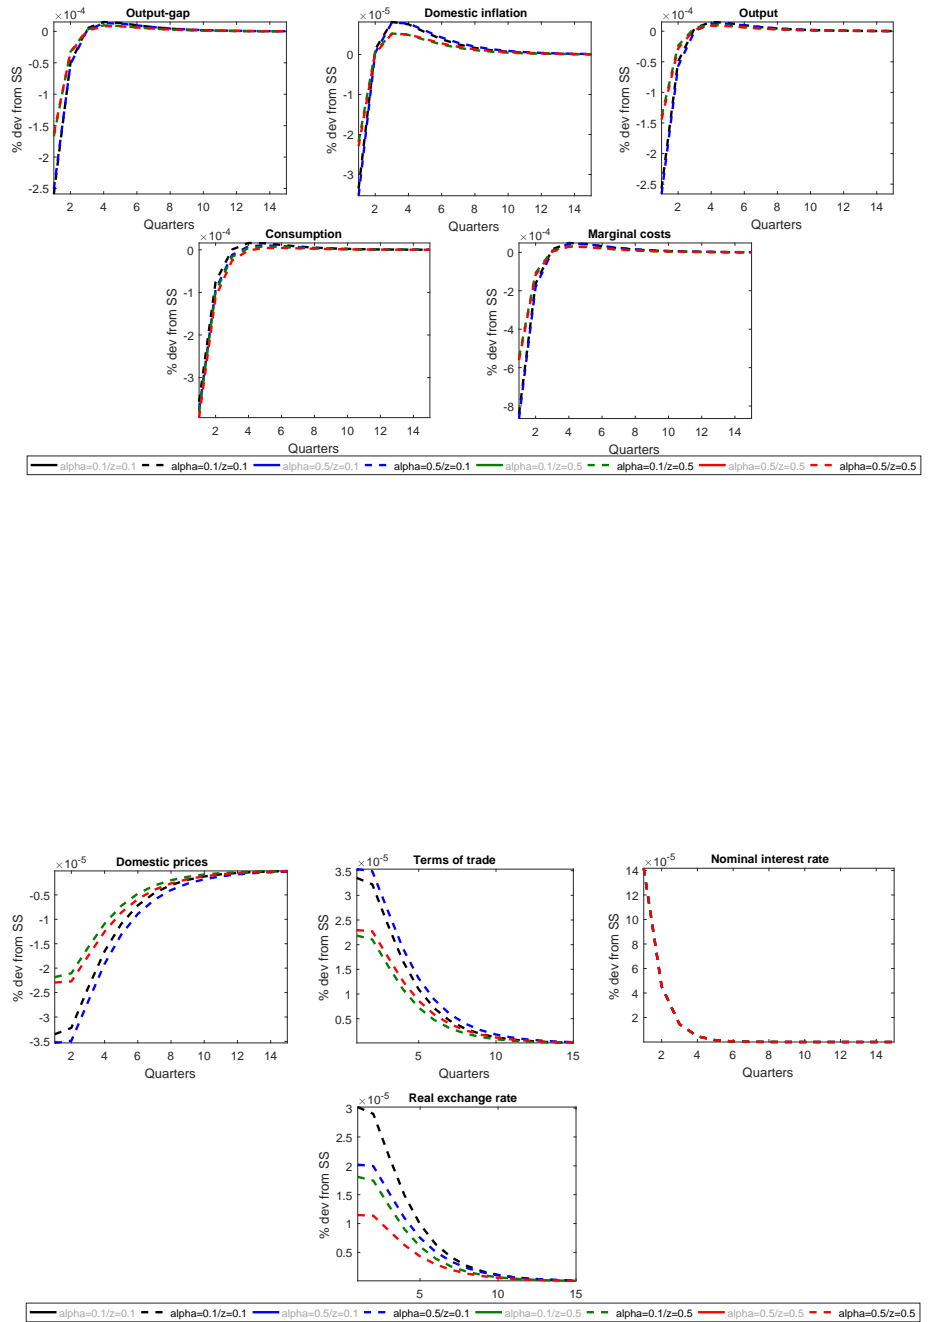 Output-gap
×10^-4
% dev from SS
0
-0.5
-1
-1.5
-2
-2.5
2 4 6 8 10 12 14
Quarters
Domestic inflation
×10^-5
% dev from SS
0
-1
-2
-3
2 4 6 8 10 12 14
Quarters
Output
×10^-4
% dev from SS
0
-0.5
-1
-1.5
-2
-2.5
2 4 6 8 10 12 14
Quarters
Consumption
×10^-4
% dev from SS
0
-1
-2
-3
2 4 6 8 10 12 14
Quarters
Marginal costs
×10^-4
% dev from SS
0
-2
-4
-6
-8
2 4 6 8 10 12 14
Quarters
alpha=0.1/z=0.1 alpha=0.1/z=0.1 alpha=0.5/z=0.1 alpha=0.5/z=0.1 alpha=0.1/z=0.5 alpha=0.1/z=0.5 alpha=0.5/z=0.5 alpha=0.5/z=0.5
Domestic prices
×10^-5
% dev from SS
-0.5
-1
-1.5
-2
-2.5
-3
-3.5
2 4 6 8 10 12 14
Quarters
Terms of trade
×10^-5
% dev from SS
3.5
3
2.5
2
1.5
1
0.5
5 10 15
Quarters
Nominal interest rate
×10^-5
% dev from SS
14
12
10
8
6
4
2
2 4 6 8 10 12 14
Quarters
Real exchange rate
×10^-5
% dev from SS
3
2.5
2
1.5
1
0.5
5 10 15
alpha=0.1/z=0.1 alpha=0.1/z=0.1 alpha=0.5/z=0.1 alpha=0.5/z=0.1 alpha=0.1/z=0.5 alpha=0.1/z=0.5 alpha=0.5/z=0.5 alpha=0.5/z=0.5